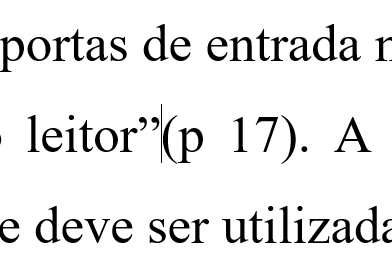 portas de entrada
leitor”(p 17). A
e deve ser utilizada